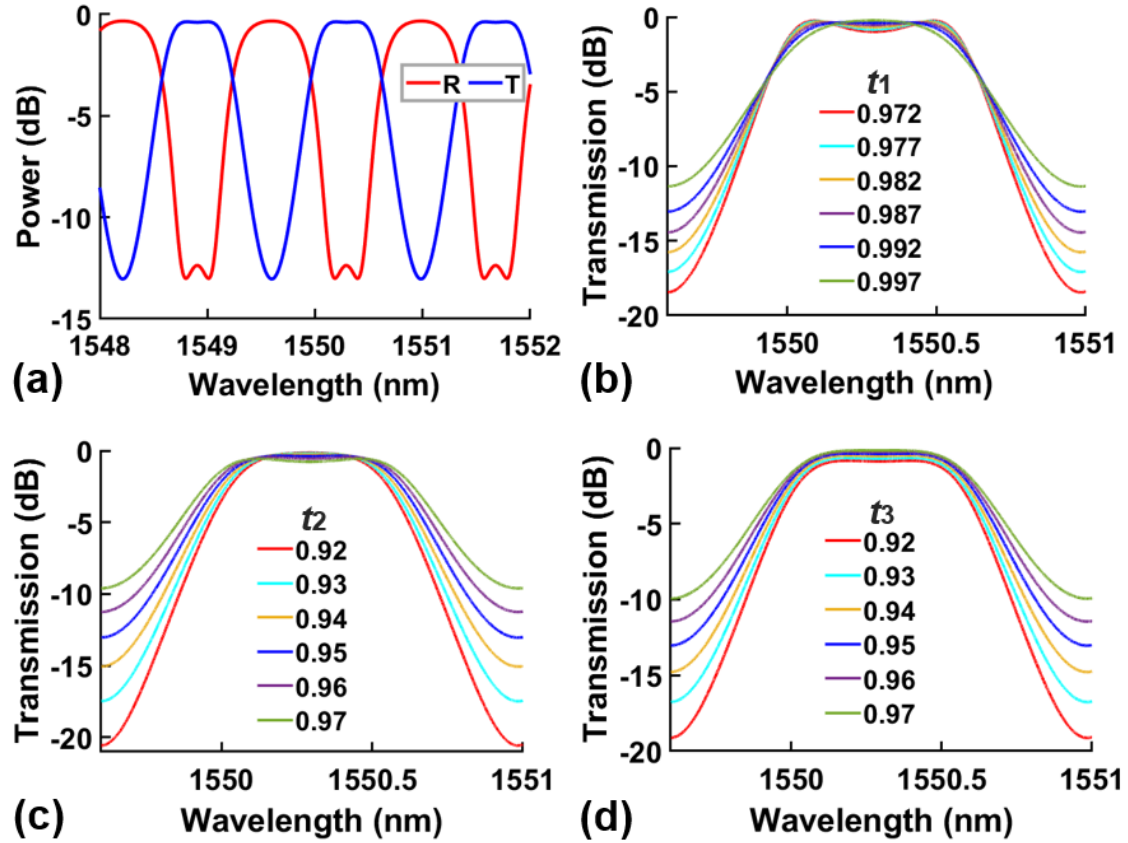 0
-5
-10
-15
Power (dB)
R T
1548 1549 1550 1551 1552
Wavelength (nm)
(a)
0
-5
-10
-15
-20
Transmission (dB)
t1
0.972
0.977
0.982
0.987
0.992
0.997
1550 1550.5 1551
Wavelength (nm)
(b)
0
-5
-10
-15
-20
Transmission (dB)
t2
0.92
0.93
0.94
0.95
0.96
0.97
1550 1550.5 1551
Wavelength (nm)
(c)
0
-5
-10
-15
-20
Transmission (dB)
t3
0.92
0.93
0.94
0.95
0.96
0.97
1550 1550.5 1551
Wavelength (nm)
(d)